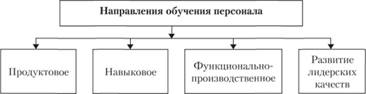 Направления обучения персонала
Продуктовое
Навыковое
Функционально-
производственное
Развитие
лидерских
качеств